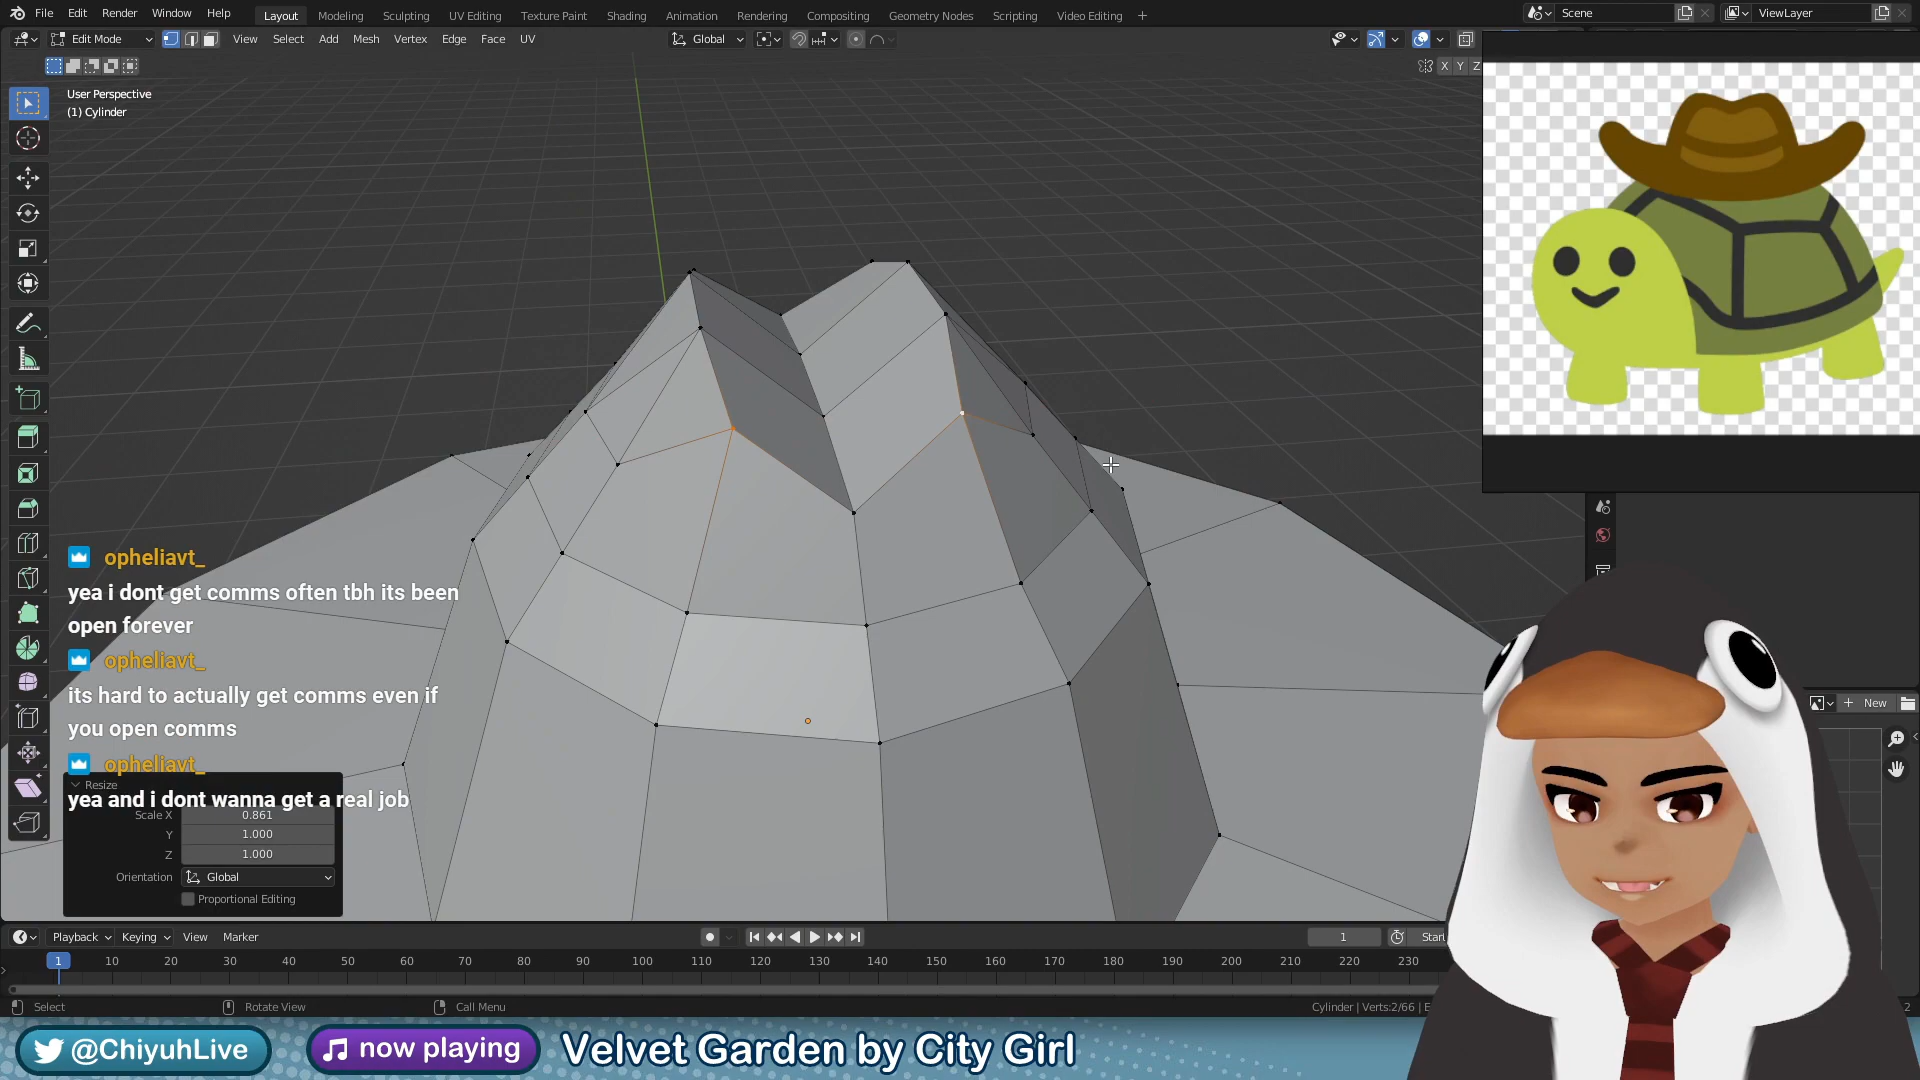 File Edit Render Window Help
Layout Modeling Sculpting UV Editing Texture Paint Shading Animation Rendering Compositing Geometry Nodes Scripting Video Editing +
Scene
ViewLayer
Edit Mode View Select Add Mesh Vertex Edge Face UV
Global
X Y Z
User Perspective
(1) Cylinder
opheliavt_
yea i dont get comms often tbh its been
open forever
opheliavt_
its hard to actually get comms even if
you open comms
opheliavt_
yea and i dont wanna get a real job
Resize
Scale X 0.861
Y 1.000
Z 1.000
Orientation Global
Proportional Editing
New
Playback Keying View Marker
1
Start
1 10 20 30 40 50 60 70 80 90 100 110 120 130 140 150 160 170 180 190 200 210 220 230
Select Rotate View Call Menu
Cylinder | Verts:2/66
@ChiyuhLive
now playing
Velvet Garden by City Girl